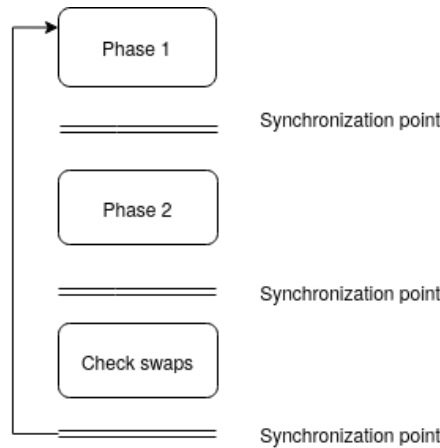 Phase 1
Synchronization point
Phase 2
Synchronization point
Check swaps
Synchronization point